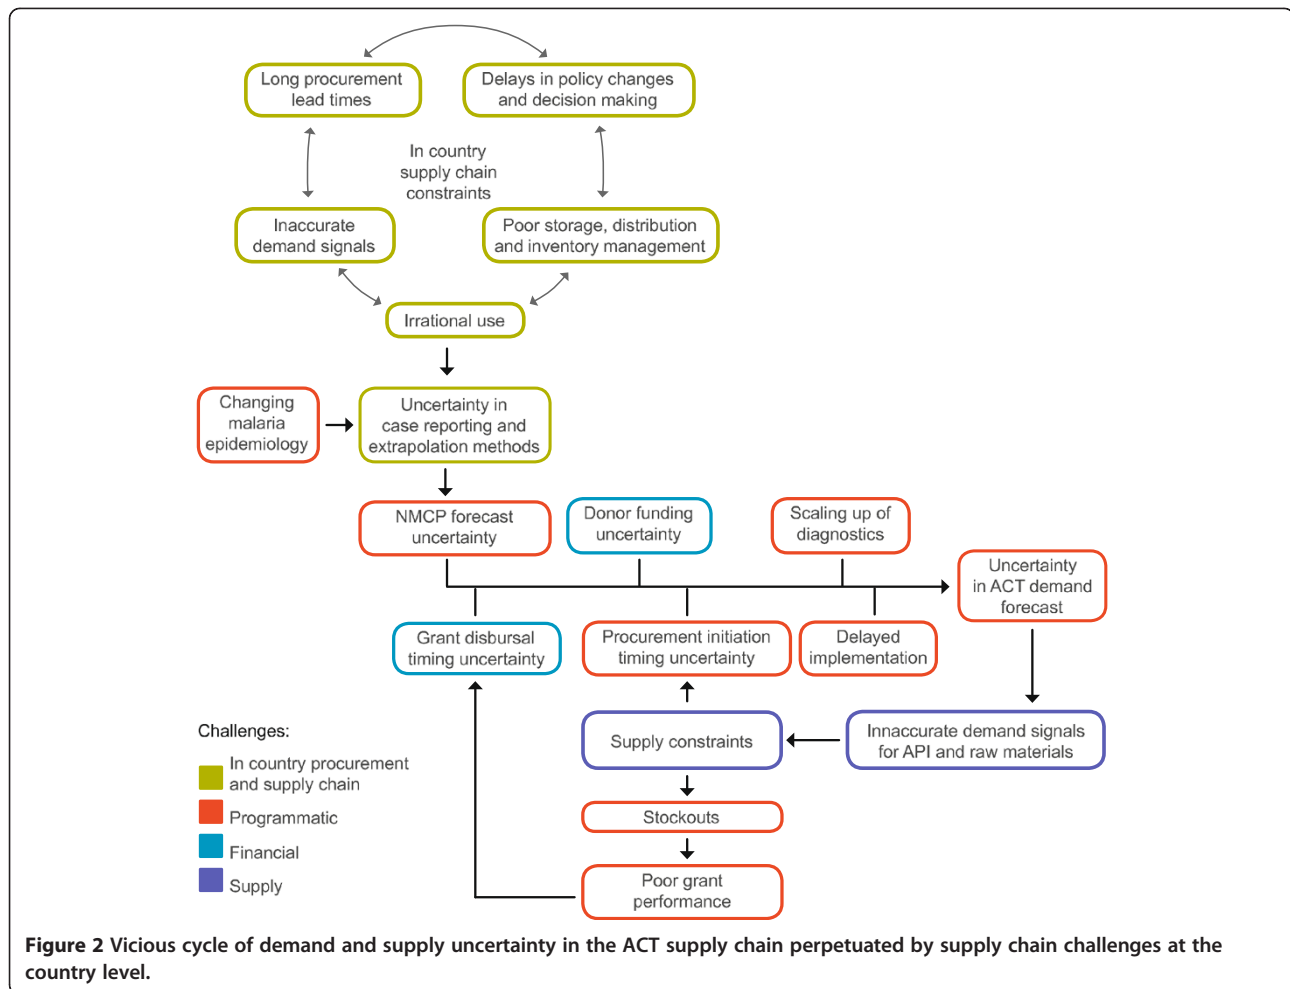 Long procurement
lead times
Delays in policy changes
and decision making
In country
supply chain
constraints
Inaccurate
demand signals
Poor storage, distribution
and inventory management
Irrational use
Changing
malaria
epidemiology
Uncertainty in
case reporting and
extrapolation methods
NMCP forecast
uncertainty
Donor funding
uncertainty
Scaling up of
diagnostics
Uncertainty
in ACT demand
forecast
Grant disbursal
timing uncertainty
Procurement initiation
timing uncertainty
Delayed
implementation
Supply constraints
Innaccurate demand signals
for API and raw materials
Stockouts
Poor grant
performance
Challenges:
In country procurement
and supply chain
Programmatic
Financial
Supply
Figure 2 Vicious cycle of demand and supply uncertainty in the ACT supply chain perpetuated by supply chain challenges at the
country level.